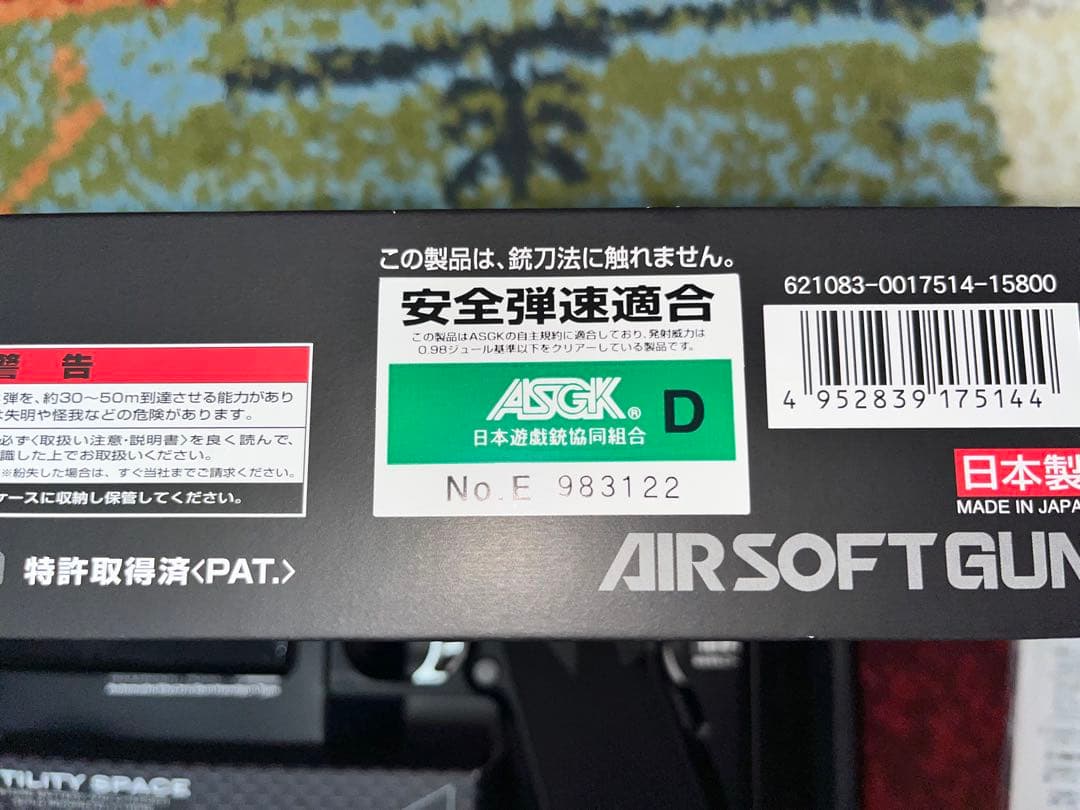 この製品は、銃刀法に触れません。
安全弾速適合
この製品はASGKの自主規約に適合しており、発射威力は
0.98ジュール基準以下をクリアーしている製品です。
ASGK® D
日本遊戯銃協同組合
No.E 983122
621083-0017514-15800
4 952839 175144
日本製
MADE IN JAPA
警告
弾を、約30〜50m到達させる能力があり
失明や怪我などの危険があります。
必ず〈取扱い注意・説明書〉を良く読んで、
識した上でお取扱いください。
※紛失した場合は、すぐ当社までご請求ください。
ケースに収納し保管してください。
特許取得済〈PAT.〉
AIRSOFT GUN
TILITY SPACE